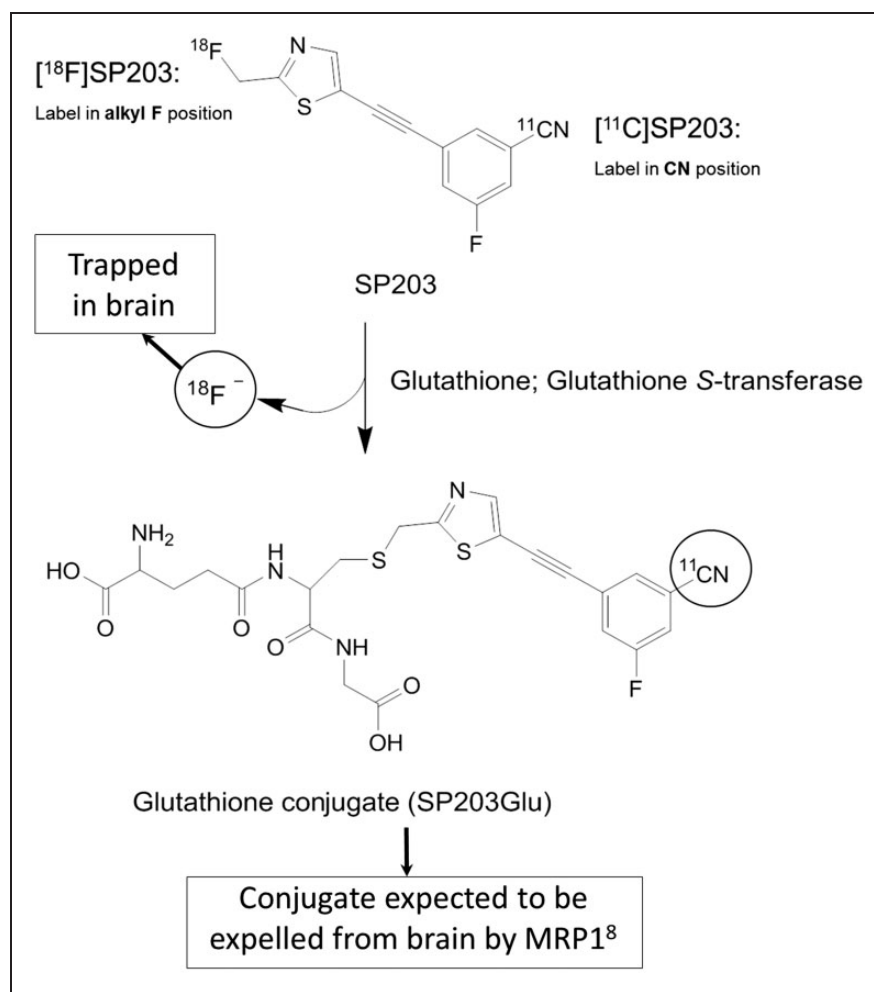 [¹⁸F]SP203:
Label in alkyl F position
¹⁸F
N
S
¹¹CN
F
[¹¹C]SP203:
Label in CN position
Trapped
in brain
SP203
¹⁸F⁻
Glutathione; Glutathione S-transferase
NH₂
HO
O
O
H
N
S
N
S
¹¹CN
F
O
NH
O
OH
Glutathione conjugate (SP203Glu)
Conjugate expected to be
expelled from brain by MRP1⁸